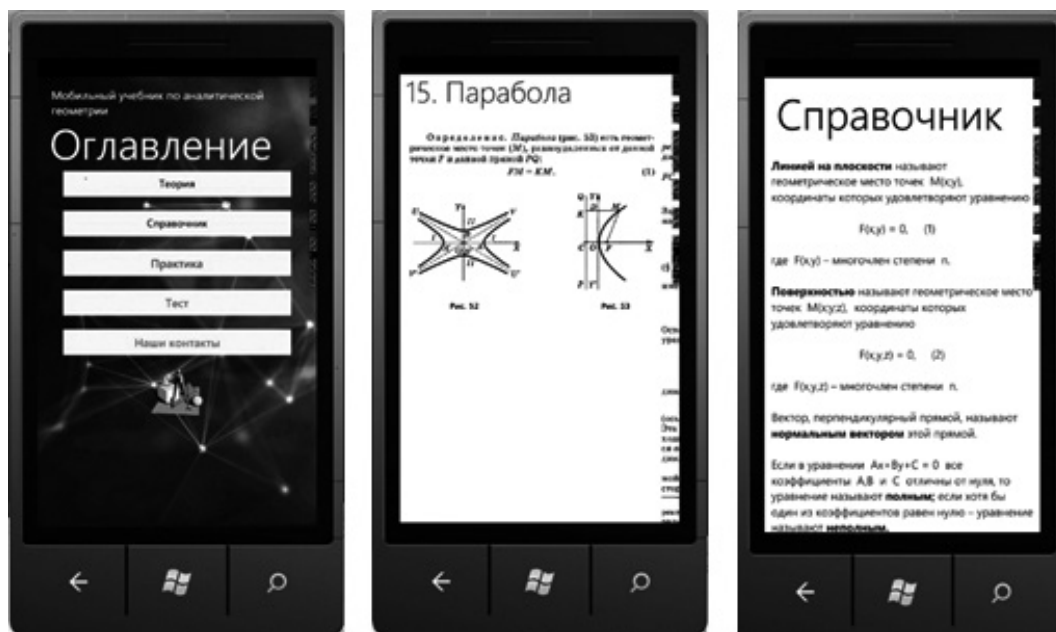 Мобильный учебник по аналитической
геометрии
Оглавление
Теория
Справочник
Практика
Тест
Наши контакты
15. Парабола
Определение. Парабола (рис. 53) есть геомет-
рическое место точек (M), равноудаленных от данной
точки F и данной прямой PQ:
FM = KM. (1)
Рис. 52
Рис. 53
Справочник
Линией на плоскости называют
геометрическое место точек M(x;y),
координаты которых удовлетворяют уравнению
F(x,y) = 0, (1)
где F(x,y) – многочлен степени n.
Поверхностью называют геометрическое место
точек M(x;y;z), координаты которых
удовлетворяют уравнению
F(x,y,z) = 0, (2)
где F(x,y,z) – многочлен степени n.
Вектор, перпендикулярный прямой, называют
нормальным вектором этой прямой.
Если в уравнении Ax+By+C = 0 все
коэффициенты A,B и C отличны от нуля, то
уравнение называют полным; если хотя бы
один из коэффициентов равен нулю – уравнение
называют неполным.